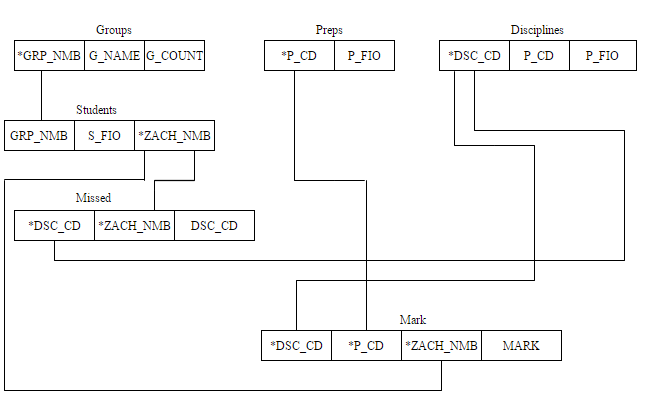 Groups Preps Disciplines
*GRP_NMB G_NAME G_COUNT *P_CD P_FIO *DSC_CD P_CD P_FIO
Students
GRP_NMB S_FIO *ZACH_NMB
Missed
*DSC_CD *ZACH_NMB DSC_CD
Mark
*DSC_CD *P_CD *ZACH_NMB MARK